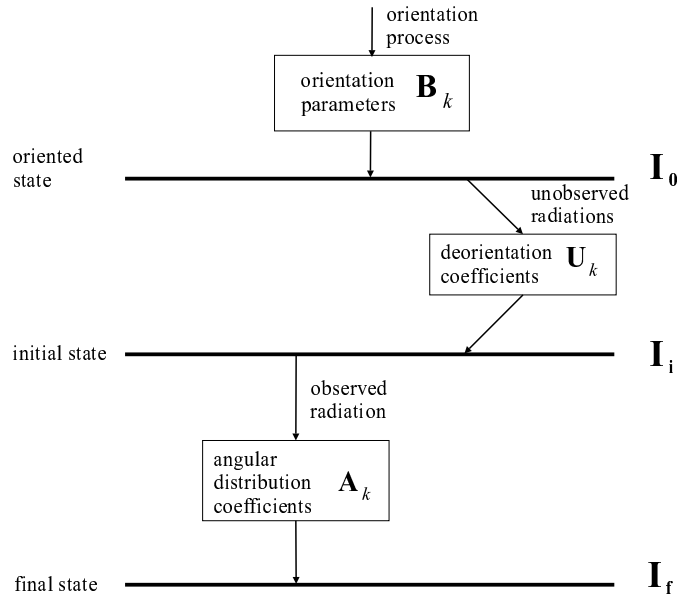 orientation
process
orientation
parameters B k
oriented
state
I 0
unobserved
radiations
deorientation
coefficients U k
initial state
I i
observed
radiation
angular
distribution
coefficients A k
final state
I f